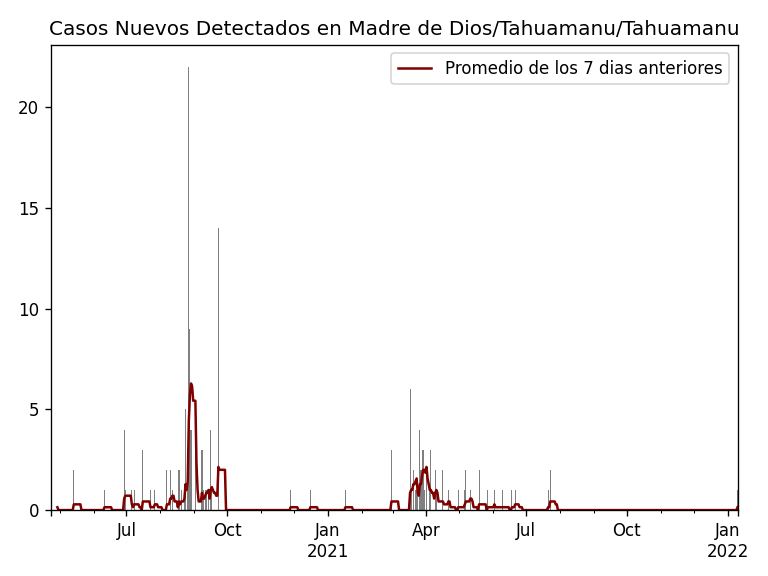 Casos Nuevos Detectados en Madre de Dios/Tahuamanu/Tahuamanu
Promedio de los 7 dias anteriores
20
15
10
5
0
Jul Oct Jan Apr Jul Oct Jan
2021 2022